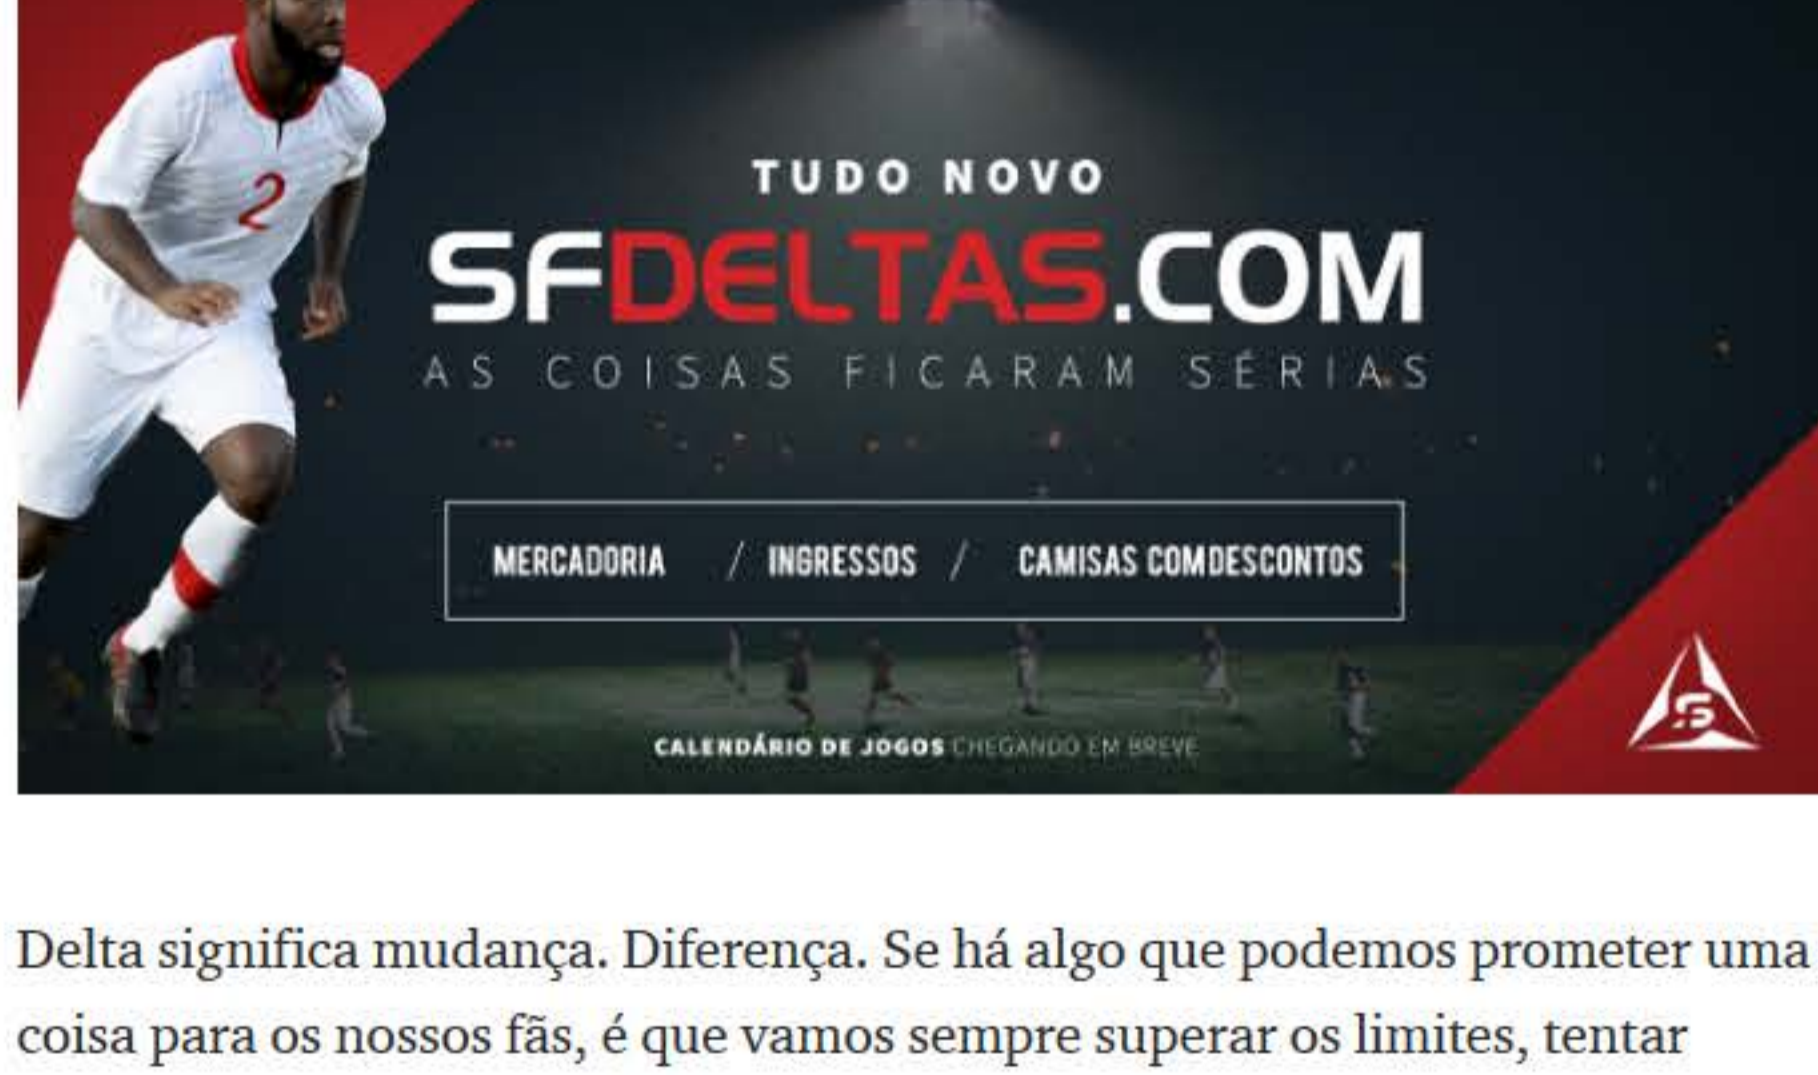 2
TUDO NOVO
SFDELTAS.COM
AS COISAS FICARAM SÉRIAS
MERCADORIA / INGRESSOS / CAMISAS COMDESCONTOS
CALENDÁRIO DE JOGOS CHEGANDO EM BREVE
S
Delta significa mudança. Diferença. Se há algo que podemos prometer uma
coisa para os nossos fãs, é que vamos sempre superar os limites, tentar